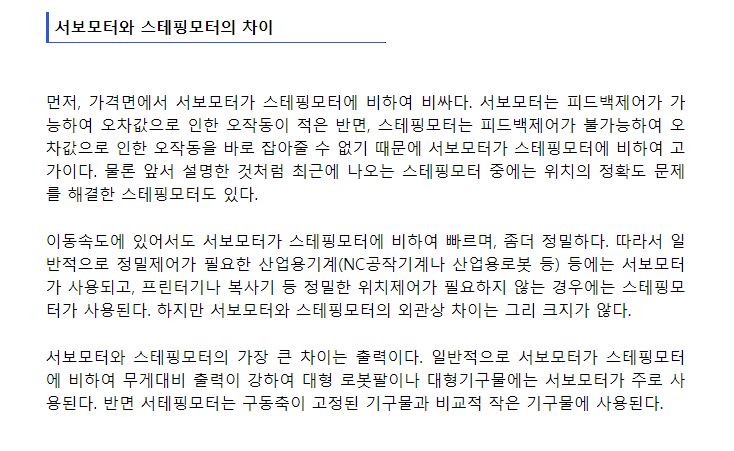 서보모터와 스테핑모터의 차이
먼저, 가격면에서 서보모터가 스테핑모터에 비하여 비싸다. 서보모터는 피드백제어가 가
능하여 오차값으로 인한 오작동이 적은 반면, 스테핑모터는 피드백제어가 불가능하여 오
차값으로 인한 오작동을 바로 잡아줄 수 없기 때문에 서보모터가 스테핑모터에 비하여 고
가이다. 물론 앞서 설명한 것처럼 최근에 나오는 스테핑모터 중에는 위치의 정확도 문제
를 해결한 스테핑모터도 있다.
이동속도에 있어서도 서보모터가 스테핑모터에 비하여 빠르며, 좀더 정밀하다. 따라서 일
반적으로 정밀제어가 필요한 산업용기계(NC공작기계나 산업용로봇 등) 등에는 서보모터
가 사용되고, 프린터기나 복사기 등 정밀한 위치제어가 필요하지 않는 경우에는 스테핑모
터가 사용된다. 하지만 서보모터와 스테핑모터의 외관상 차이는 그리 크지가 않다.
서보모터와 스테핑모터의 가장 큰 차이는 출력이다. 일반적으로 서보모터가 스테핑모터
에 비하여 무게대비 출력이 강하여 대형 로봇팔이나 대형기구물에는 서보모터가 주로 사
용된다. 반면 서테핑모터는 구동축이 고정된 기구물과 비교적 작은 기구물에 사용된다.